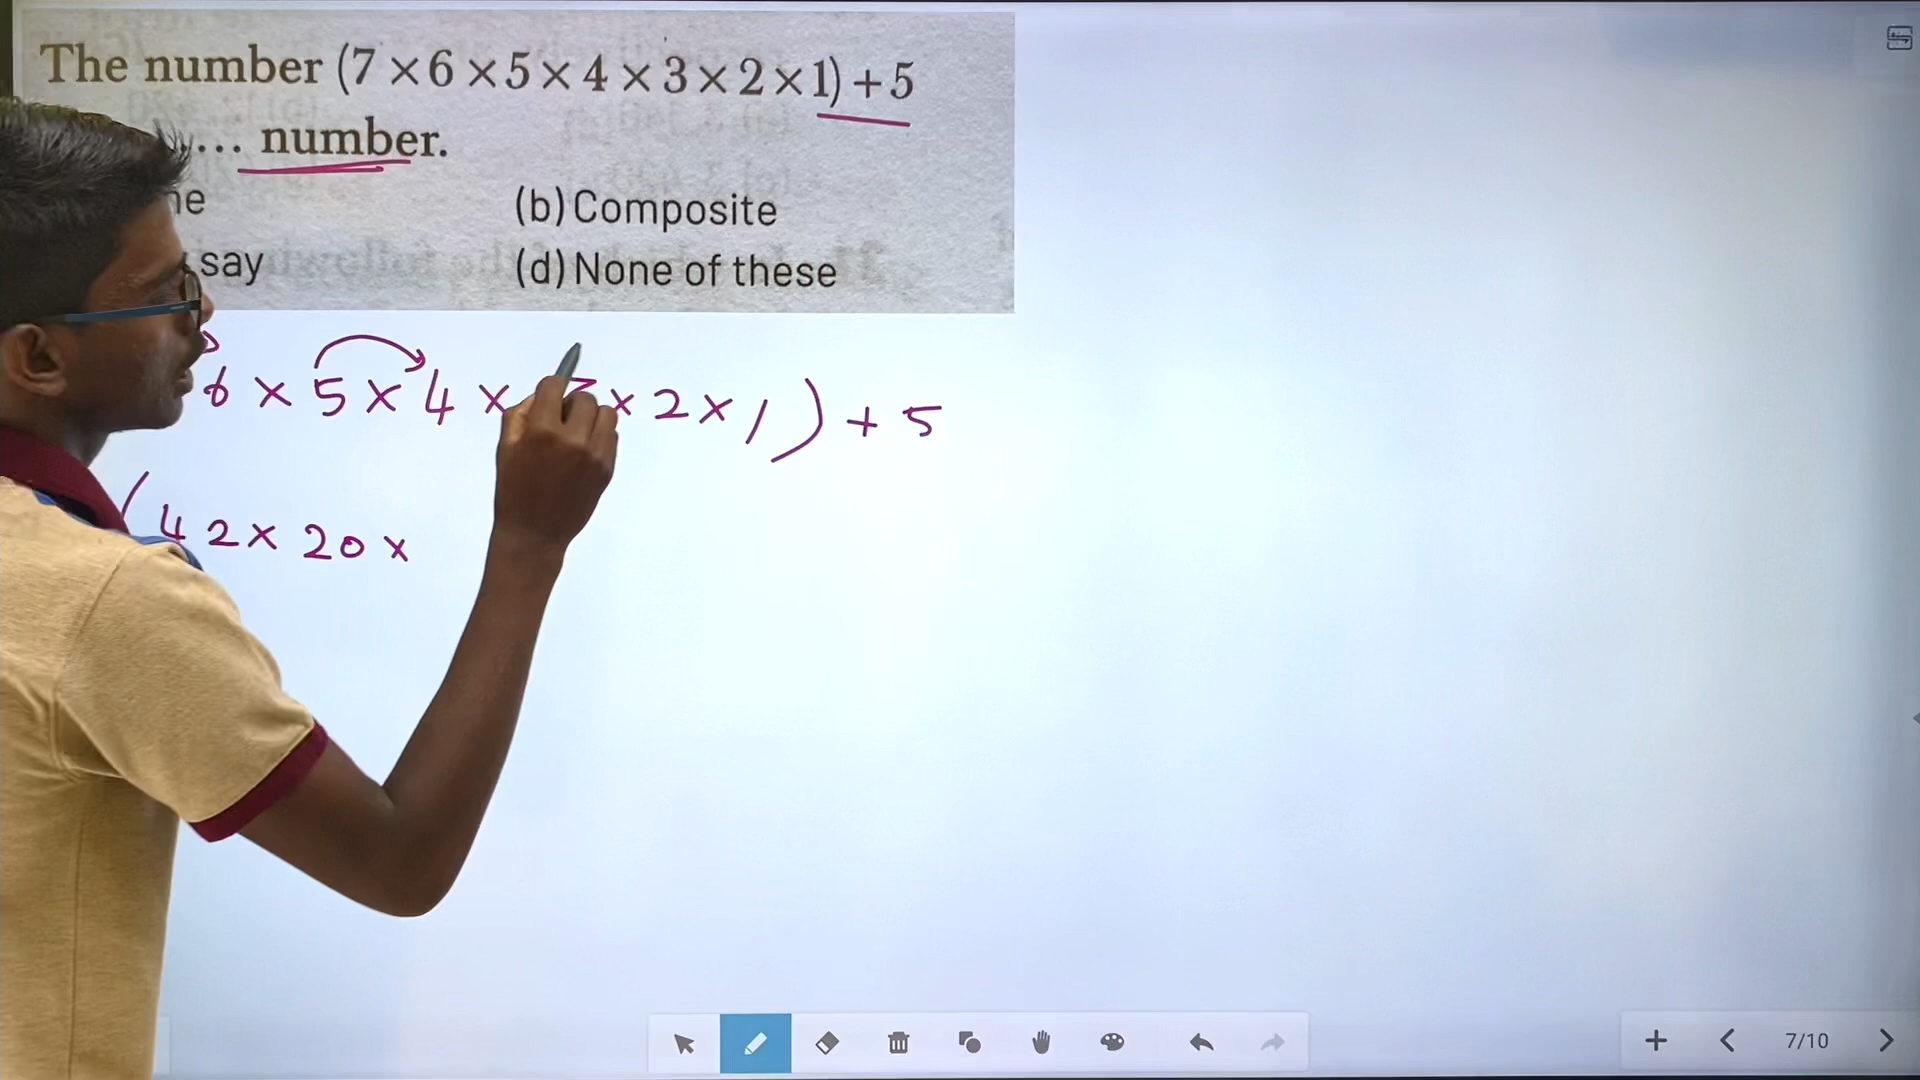 The number (7 × 6 × 5 × 4 × 3 × 2 × 1) + 5
... number.
(b) Composite
say
(d) None of these
6 × 5 × 4 × 3 × 2 × 1 ) + 5
( 42 × 20 ×
7/10